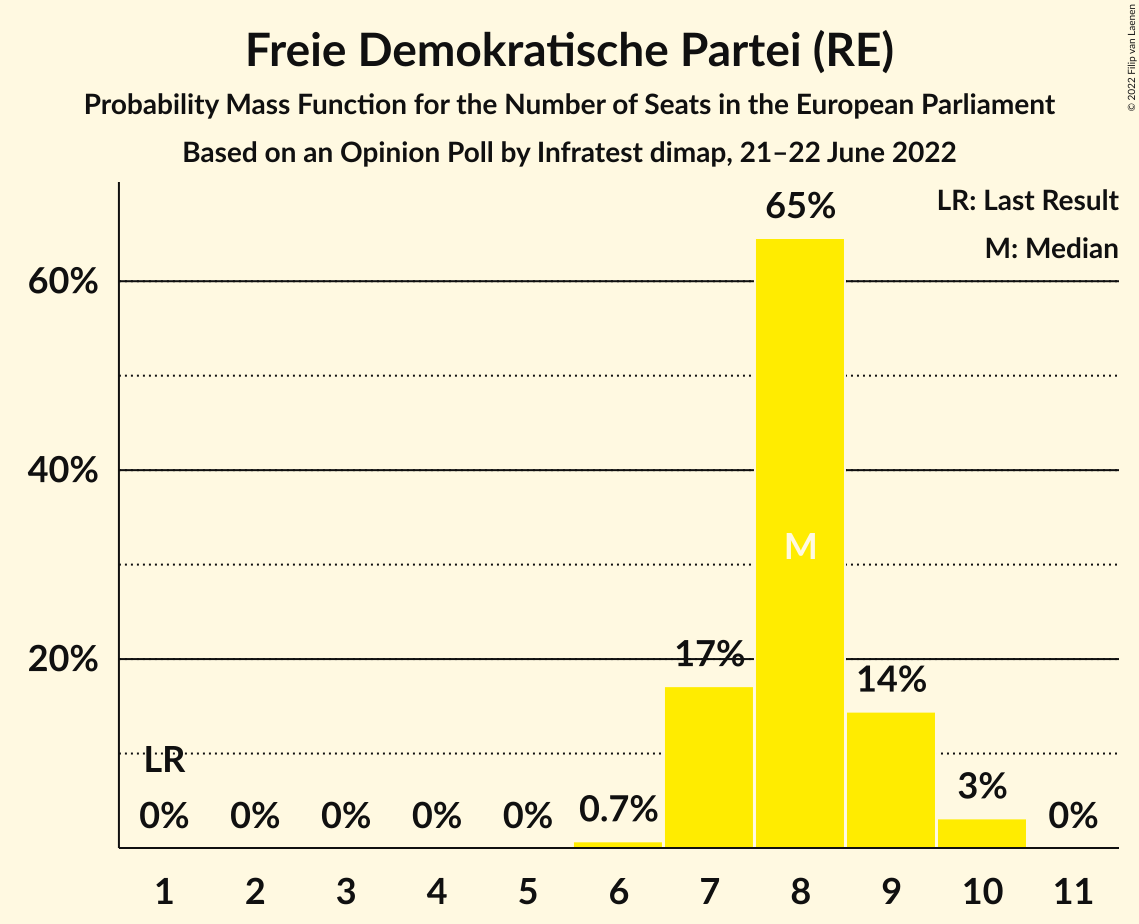 Freie Demokratische Partei (RE)
Probability Mass Function for the Number of Seats in the European Parliament
Based on an Opinion Poll by Infratest dimap, 21–22 June 2022
© 2022 Filip van Laenen
LR: Last Result
M: Median
65%
60%
40%
M
20%
17%
14%
LR
0%
0%
0%
0%
0%
0.7%
3%
0%
1 2 3 4 5 6 7 8 9 10 11